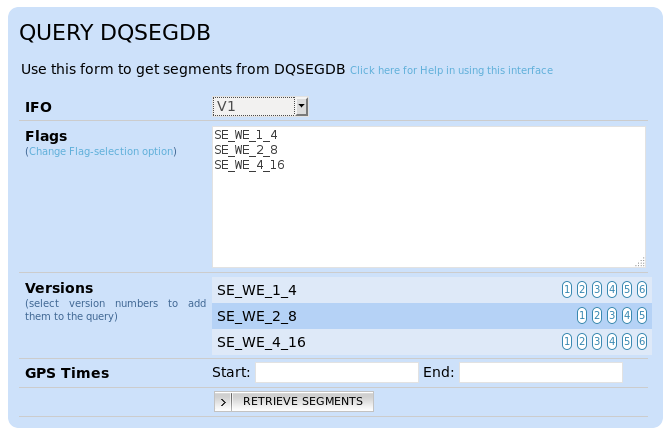 QUERY DQSEGDB
Use this form to get segments from DQSEGDB Click here for Help in using this interface
IFO V1
Flags
(Change Flag-selection option)
SE_WE_1_4
SE_WE_2_8
SE_WE_4_16
Versions
(select version numbers to add
them to the query)
SE_WE_1_4 1 2 3 4 5 6
SE_WE_2_8 1 2 3 4 5
SE_WE_4_16 1 2 3 4 5 6
GPS Times Start: End:
> RETRIEVE SEGMENTS